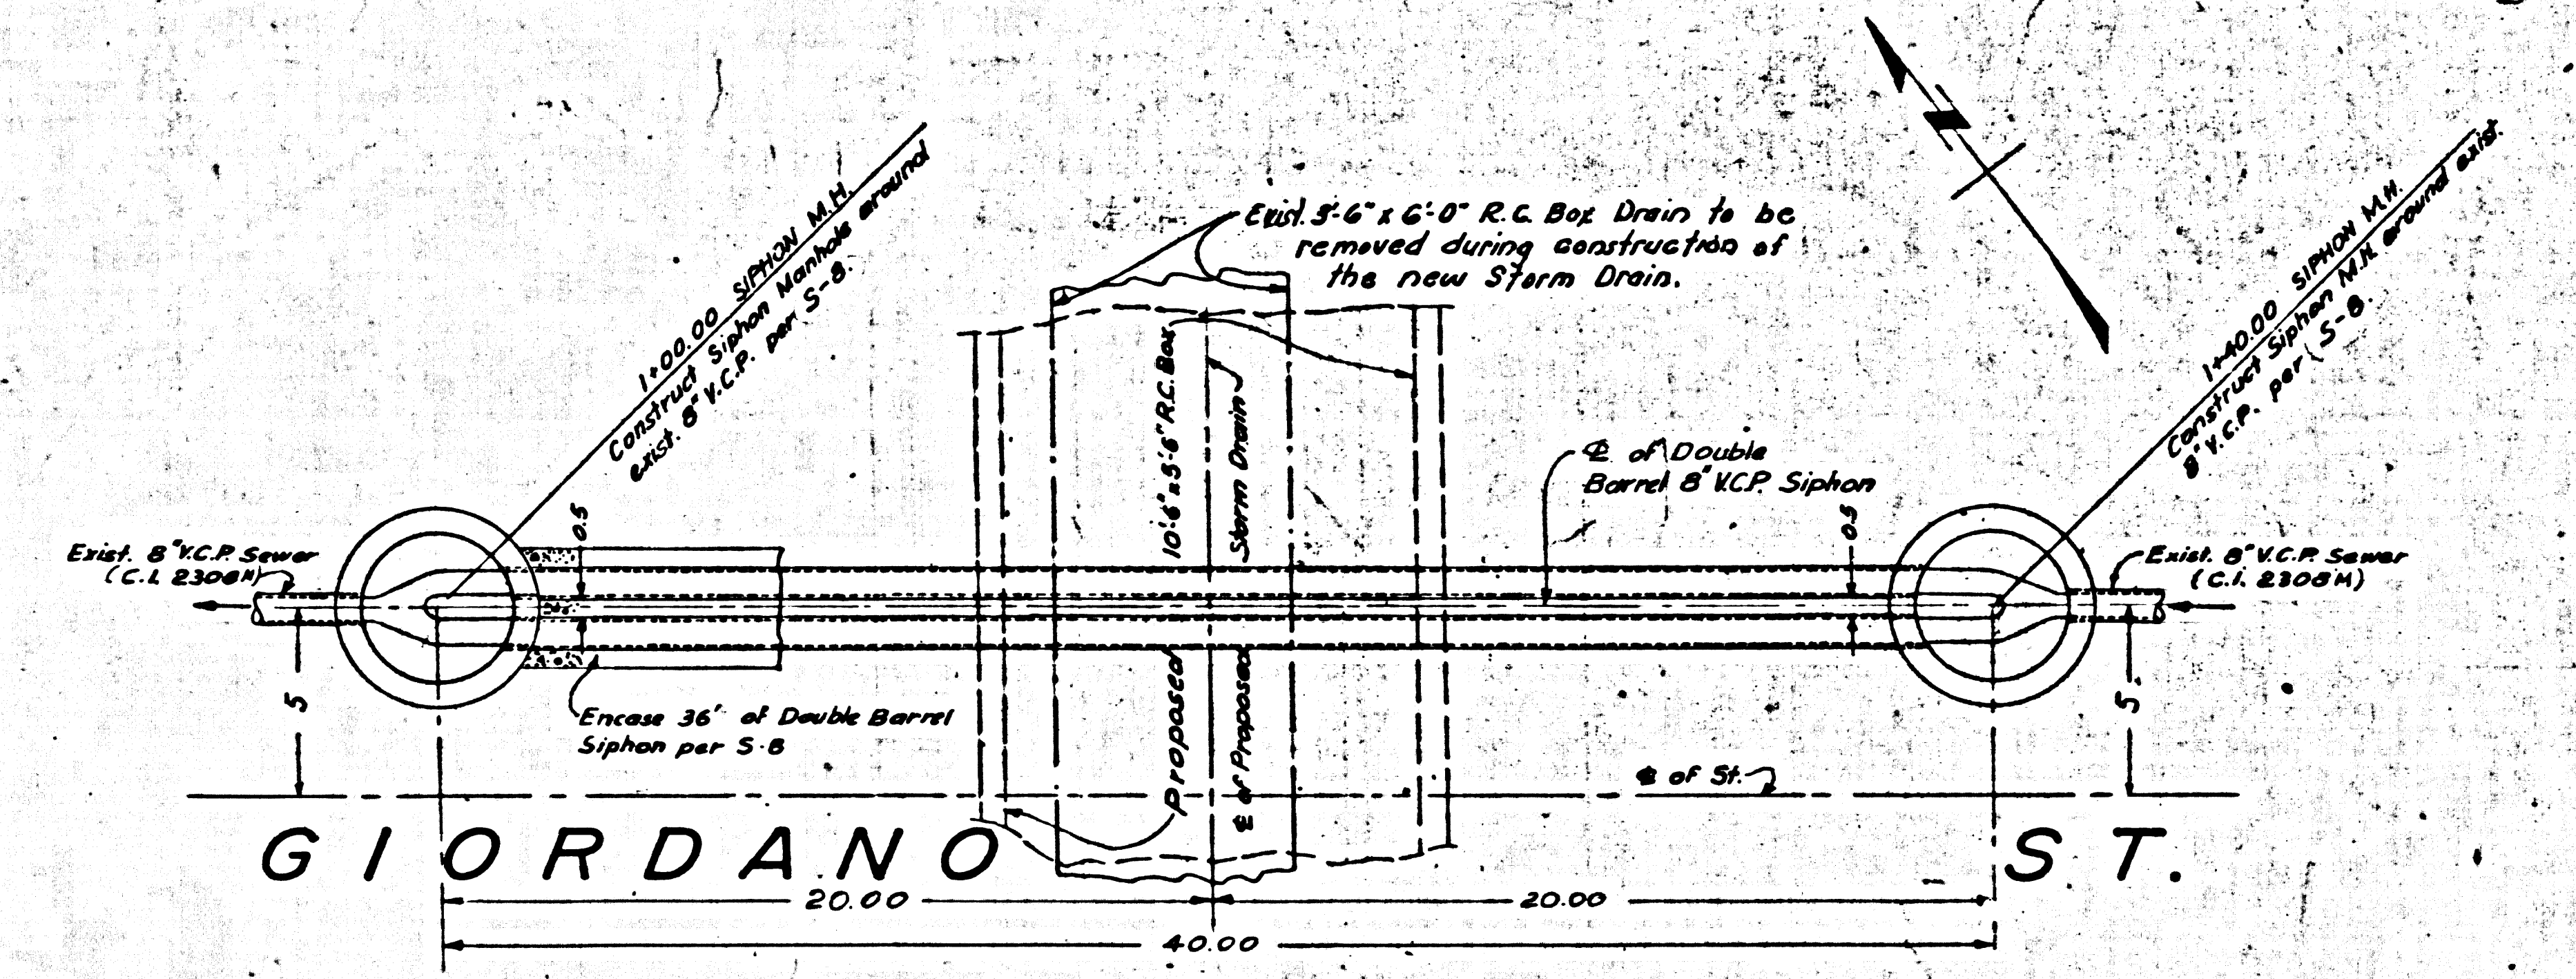 1+00.00 SIPHON M.H.
Construct Siphon Manhole around
exist. 8" V.C.P. per S-8.
N
Exist. 3'-6" x 6'-0" R.C. Box Drain to be
removed during construction of
the new Storm Drain.
1+40.00 SIPHON M.H.
Construct Siphon M.H. around exist.
8" V.C.P. per S-8.
Proposed 10'-6" x 5'-6" R.C. Box
℄ of Proposed Storm Drain
℄ of Double
Barrel 8" V.C.P. Siphon
0.5
0.5
Exist. 8" V.C.P. Sewer
(C.I. 2308M)
Exist. 8" V.C.P. Sewer
(C.I. 2308M)
5
5
Encase 36' of Double Barrel
Siphon per S-8
℄ of St.
GIORDANO ST.
20.00
20.00
40.00